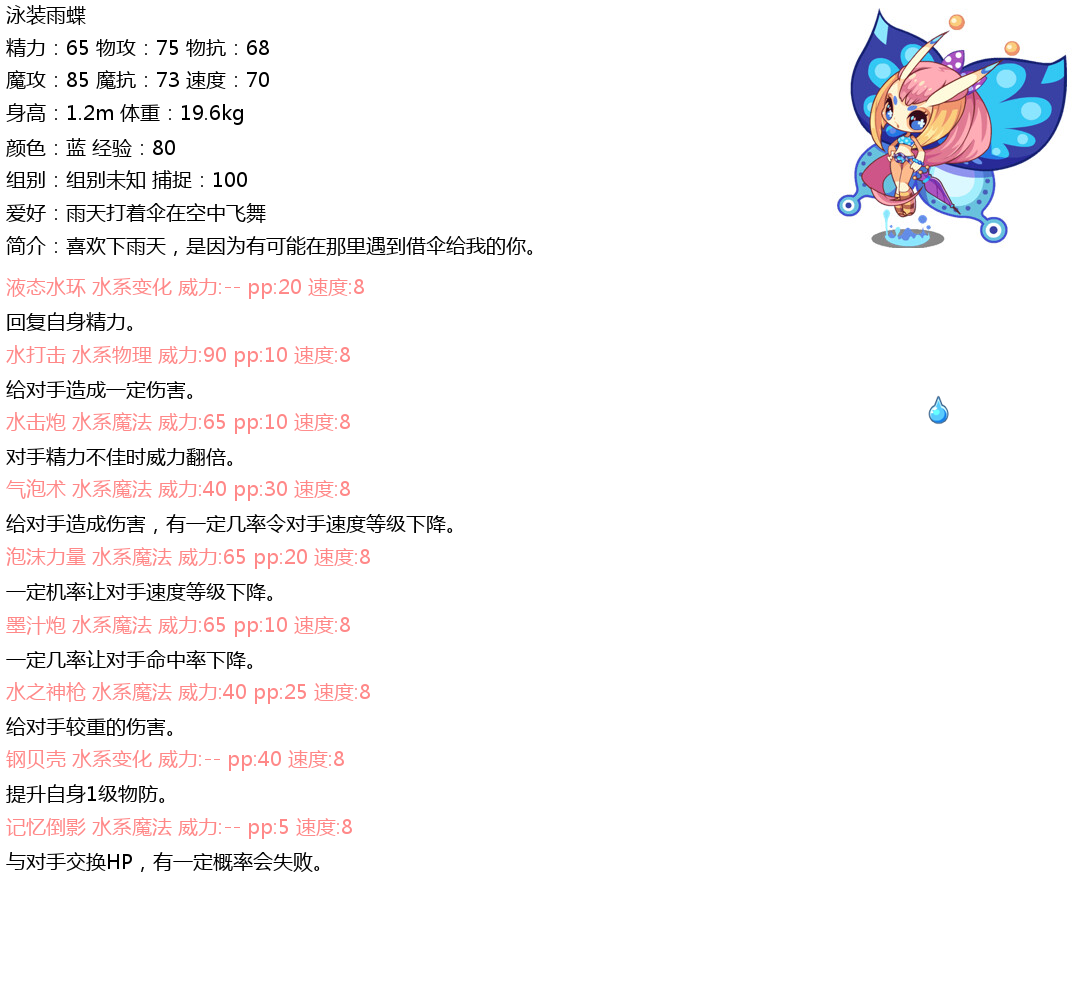 泳装雨蝶
精力：65 物攻：75 物抗：68
魔攻：85 魔抗：73 速度：70
身高：1.2m 体重：19.6kg
颜色：蓝 经验：80
组别：组别未知 捕捉：100
爱好：雨天打着伞在空中飞舞
简介：喜欢下雨天，是因为有可能在那里遇到借伞给我的你。
液态水环 水系变化 威力:-- pp:20 速度:8
回复自身精力。
水打击 水系物理 威力:90 pp:10 速度:8
给对手造成一定伤害。
水击炮 水系魔法 威力:65 pp:10 速度:8
对手精力不佳时威力翻倍。
气泡术 水系魔法 威力:40 pp:30 速度:8
给对手造成伤害，有一定几率令对手速度等级下降。
泡沫力量 水系魔法 威力:65 pp:20 速度:8
一定机率让对手速度等级下降。
墨汁炮 水系魔法 威力:65 pp:10 速度:8
一定几率让对手命中率下降。
水之神枪 水系魔法 威力:40 pp:25 速度:8
给对手较重的伤害。
钢贝壳 水系变化 威力:-- pp:40 速度:8
提升自身1级物防。
记忆倒影 水系魔法 威力:-- pp:5 速度:8
与对手交换HP，有一定概率会失败。